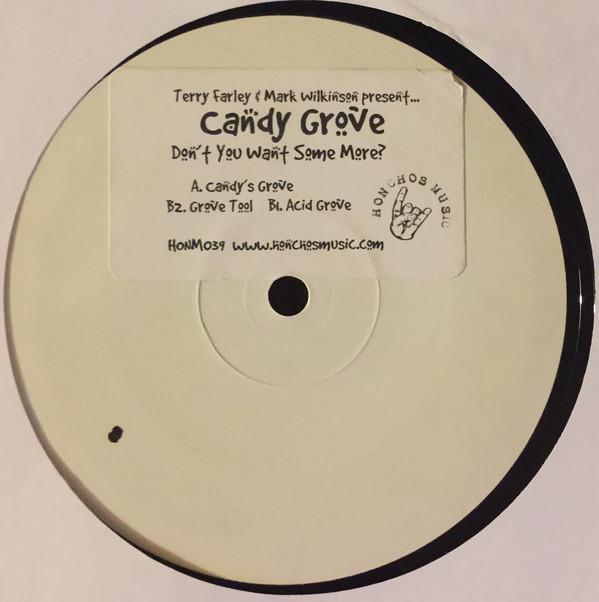 Terry Farley & Mark Wilkinson present...
Candy Grove
Don't You Want Some More?
A. Candy's Grove
B2. Grove Tool B1. Acid Grove
HONCHOS MUSIC
HONM039 www.honchosmusic.com